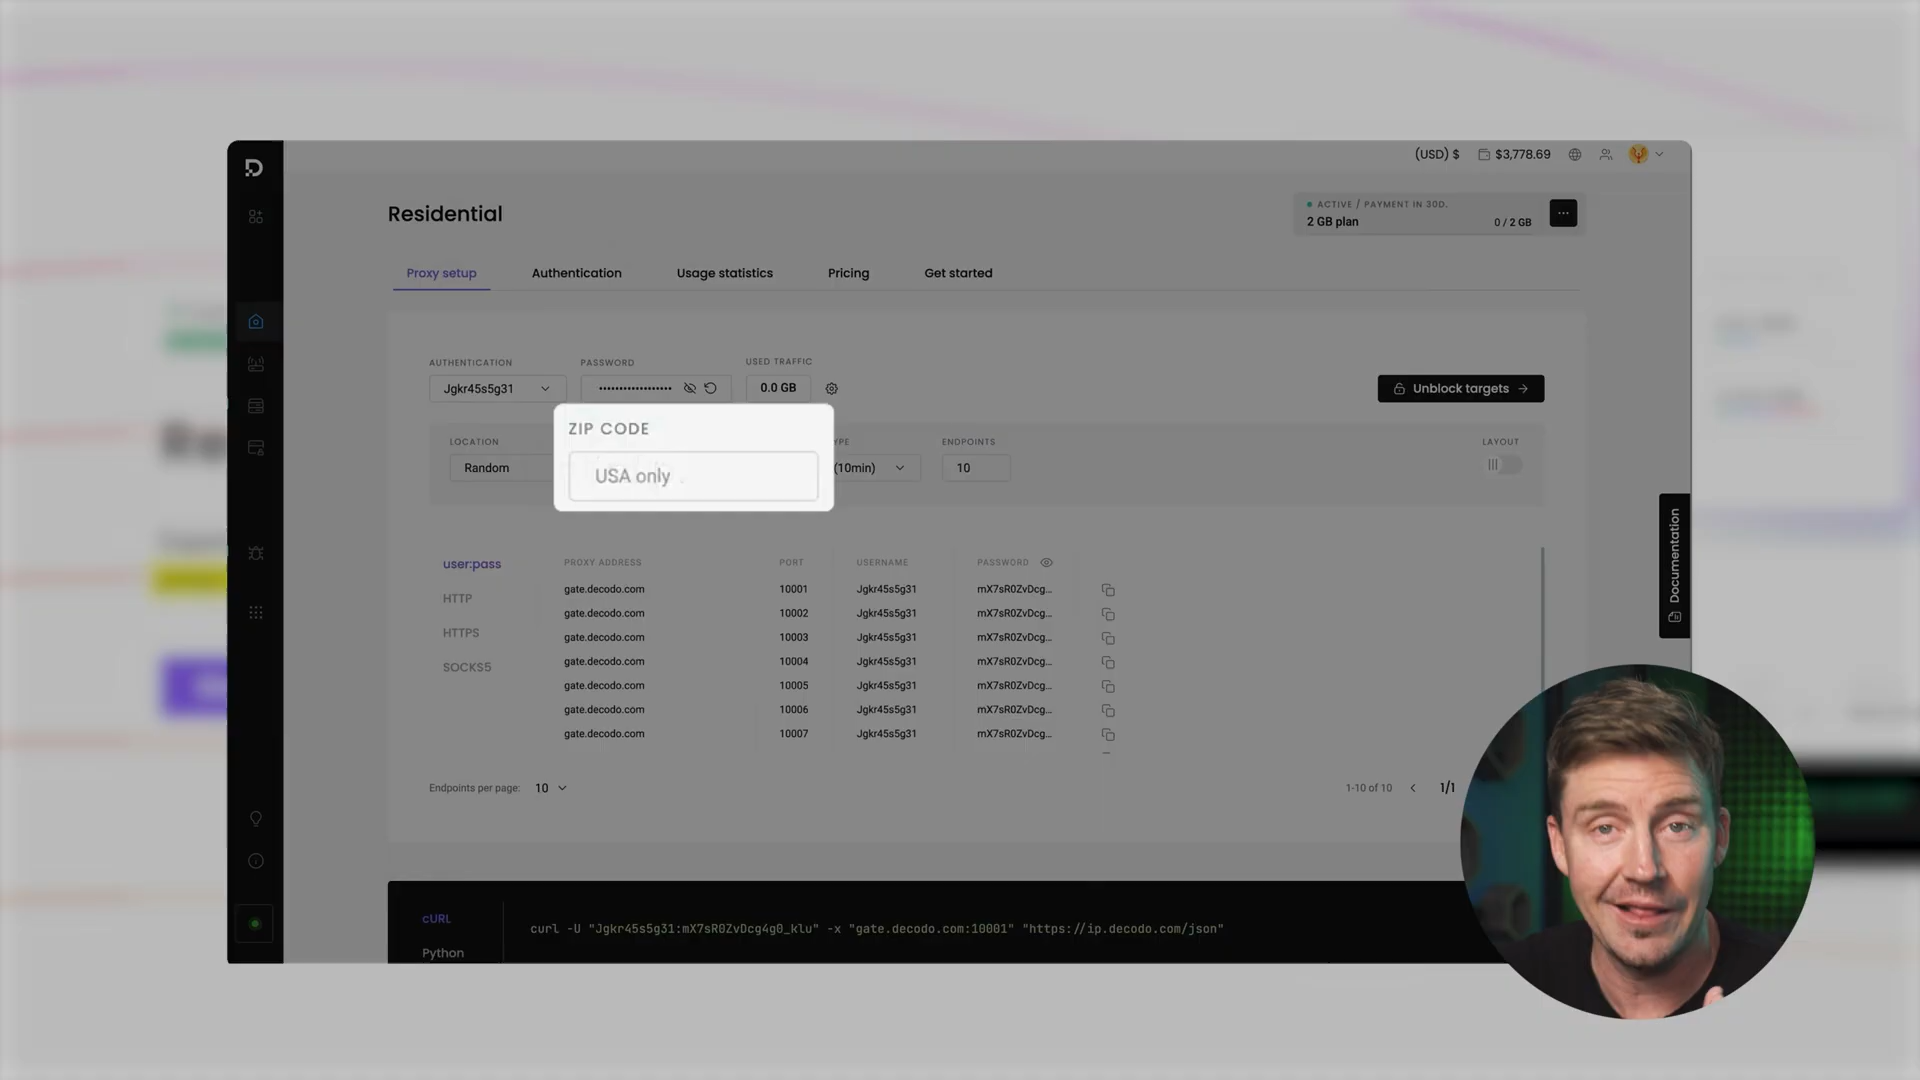 (USD) $ $3,778.69
Residential
ACTIVE / PAYMENT IN 30D.
2 GB plan 0 / 2 GB
Proxy setup Authentication Usage statistics Pricing Get started
AUTHENTICATION PASSWORD USED TRAFFIC
Jgkr45s5g31 •••••••••••••••••• 0.0 GB
Unblock targets →
ZIP CODE
USA only
LOCATION YPE ENDPOINTS LAYOUT
Random (10min) 10
Documentation
user:pass
HTTP
HTTPS
SOCKS5
PROXY ADDRESS PORT USERNAME PASSWORD
gate.decodo.com 10001 Jgkr45s5g31 mX7sR0ZvDcg...
gate.decodo.com 10002 Jgkr45s5g31 mX7sR0ZvDcg...
gate.decodo.com 10003 Jgkr45s5g31 mX7sR0ZvDcg...
gate.decodo.com 10004 Jgkr45s5g31 mX7sR0ZvDcg...
gate.decodo.com 10005 Jgkr45s5g31 mX7sR0ZvDcg...
gate.decodo.com 10006 Jgkr45s5g31 mX7sR0ZvDcg...
gate.decodo.com 10007 Jgkr45s5g31 mX7sR0ZvDcg...
Endpoints per page: 10
1-10 of 10 1/1
cURL
Python
curl -U "Jgkr45s5g31:mX7sR0ZvDcg4g0_klu" -x "gate.decodo.com:10001" "https://ip.decodo.com/json"